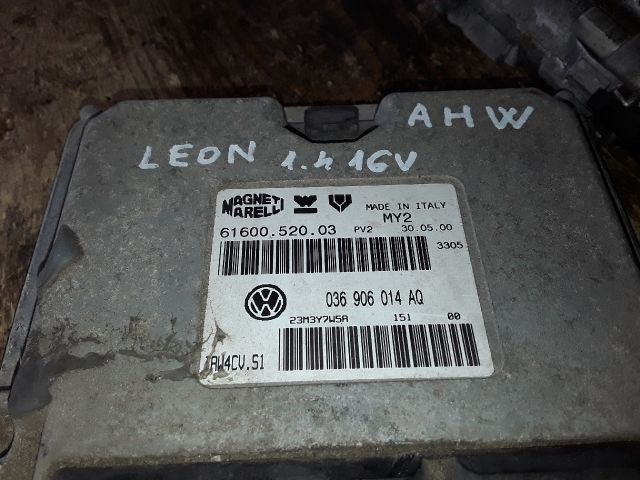 AHW
LEON 1.4 16V
MAGNETI
MARELLI
MADE IN ITALY
MY2
61600.520.03 PV2 30.05.00
3305
036 906 014 AQ
23M3Y7W5A 151 00
IAW4CV.S1